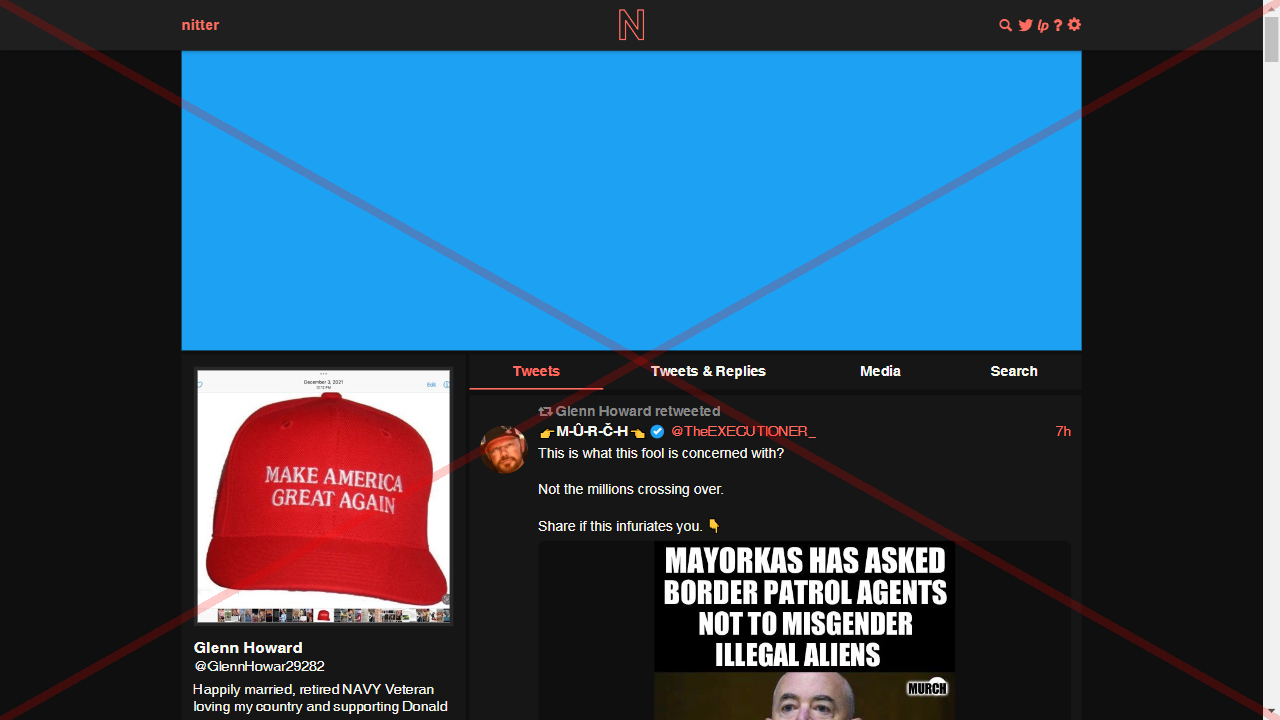 nitter
N
lp ?
Tweets
Tweets & Replies
Media
Search
December 3, 2021
Edit
MAKE AMERICA
GREAT AGAIN
Glenn Howard
@GlennHowar29282
Happily married, retired NAVY Veteran
loving my country and supporting Donald
Glenn Howard retweeted
👉M-Û-R-Č-H👈 @TheEXECUTIONER_ 7h
This is what this fool is concerned with?
Not the millions crossing over.
Share if this infuriates you. 👇
MAYORKAS HAS ASKED
BORDER PATROL AGENTS
NOT TO MISGENDER
ILLEGAL ALIENS
MURCH